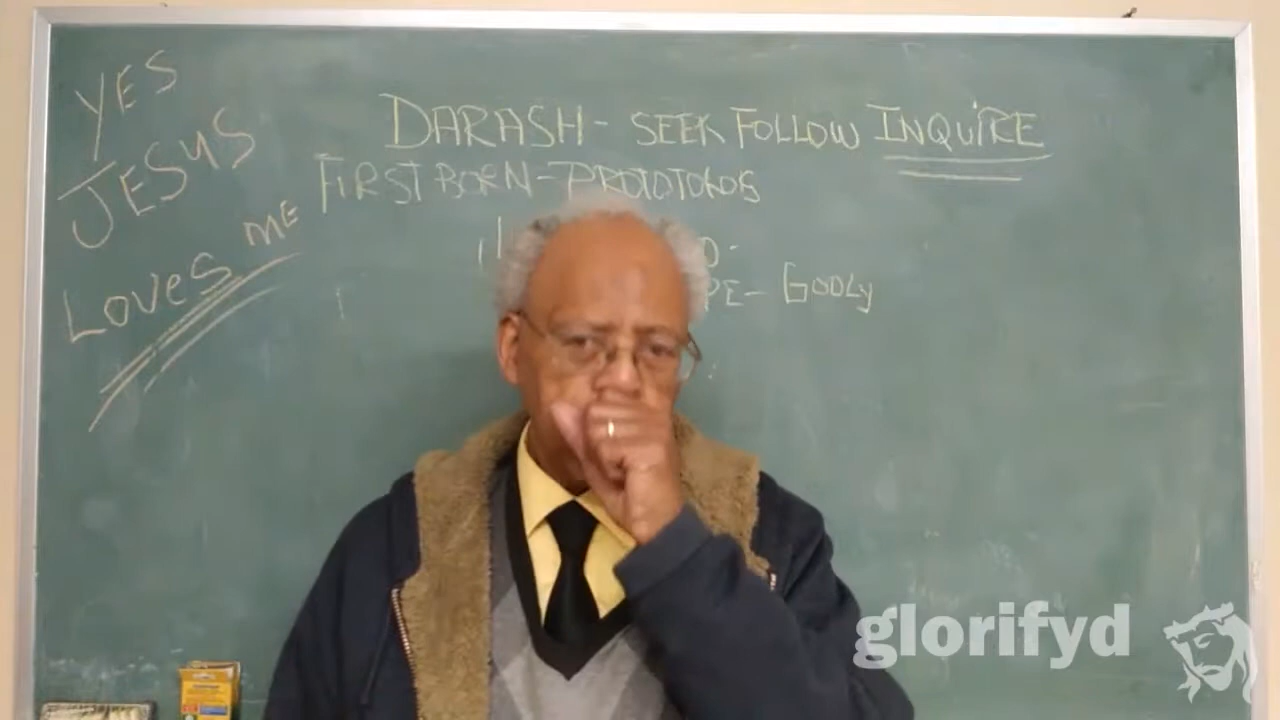 YES
JESUS
LOVES ME
DARASH - SEEK FOLLOW INQUIRE
FIRST BORN - PROTOTOKOS
GODLY
glorifyd